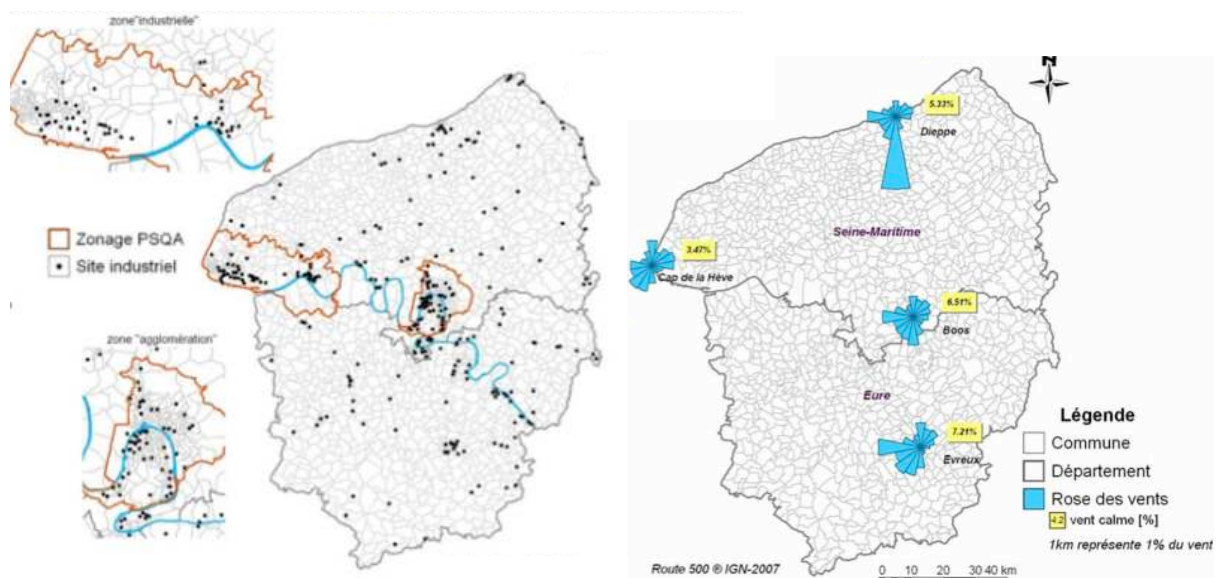 zone"industrielle"
Zonage PSQA
Site industriel
zone "agglomération"
N
5.33%
Dieppe
Seine-Maritime
3.47%
Cap de la Hève
6.51%
Boos
Eure
7.21%
Evreux
Légende
Commune
Département
Rose des vents
4.2 vent calme [%]
1km représente 1% du vent
Route 500 ® IGN-2007
0 10 20 30 40 km